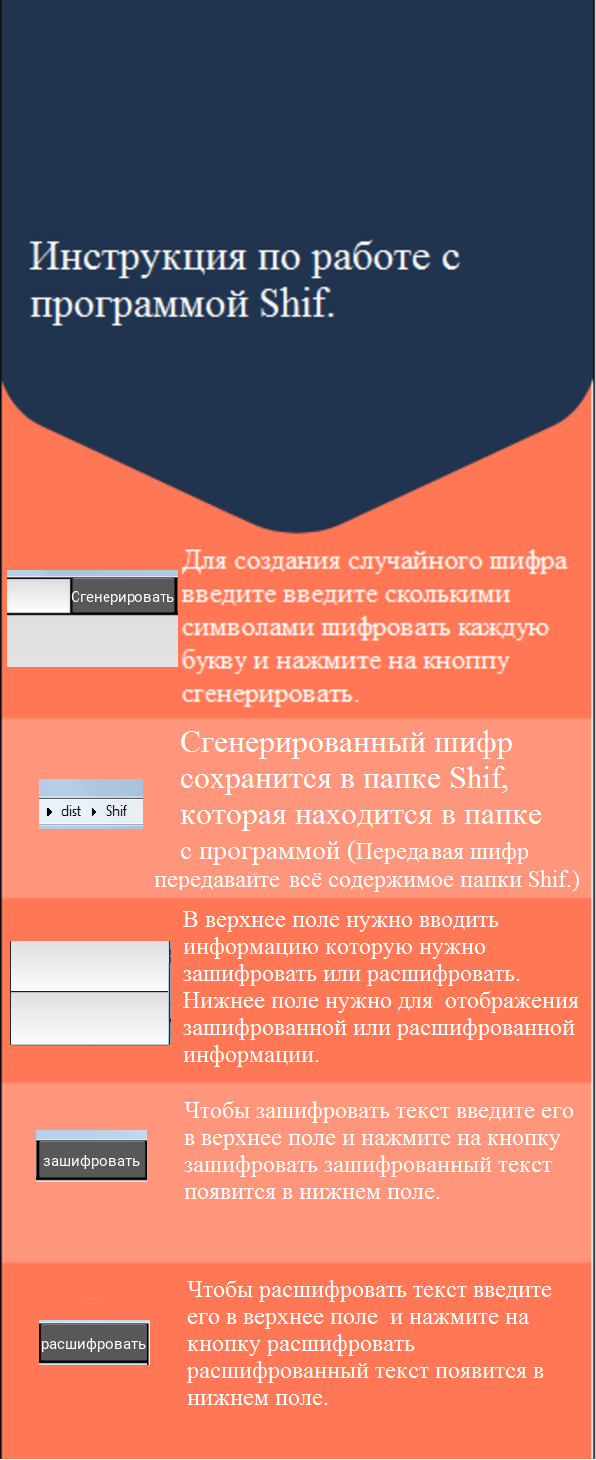 Инструкция по работе с
программой Shif.
Для создания случайного шифра
Сгенерировать
введите введите сколькими
символами шифровать каждую
букву и нажмите на кноппу
сгенерировать.
Сгенерированный шифр
сохранится в папке Shif,
dist Shif
которая находится в папке
с программой (Передавая шифр
передавайте всё содержимое папки Shif.)
В верхнее поле нужно вводить
информацию которую нужно
зашифровать или расшифровать.
Нижнее поле нужно для отображения
зашифрованной или расшифрованной
информации.
Чтобы зашифровать текст введите его
в верхнее поле и нажмите на кнопку
зашифровать
зашифровать зашифрованный текст
появится в нижнем поле.
Чтобы расшифровать текст введите
его в верхнее поле и нажмите на
расшифровать
кнопку расшифровать
расшифрованный текст появится в
нижнем поле.